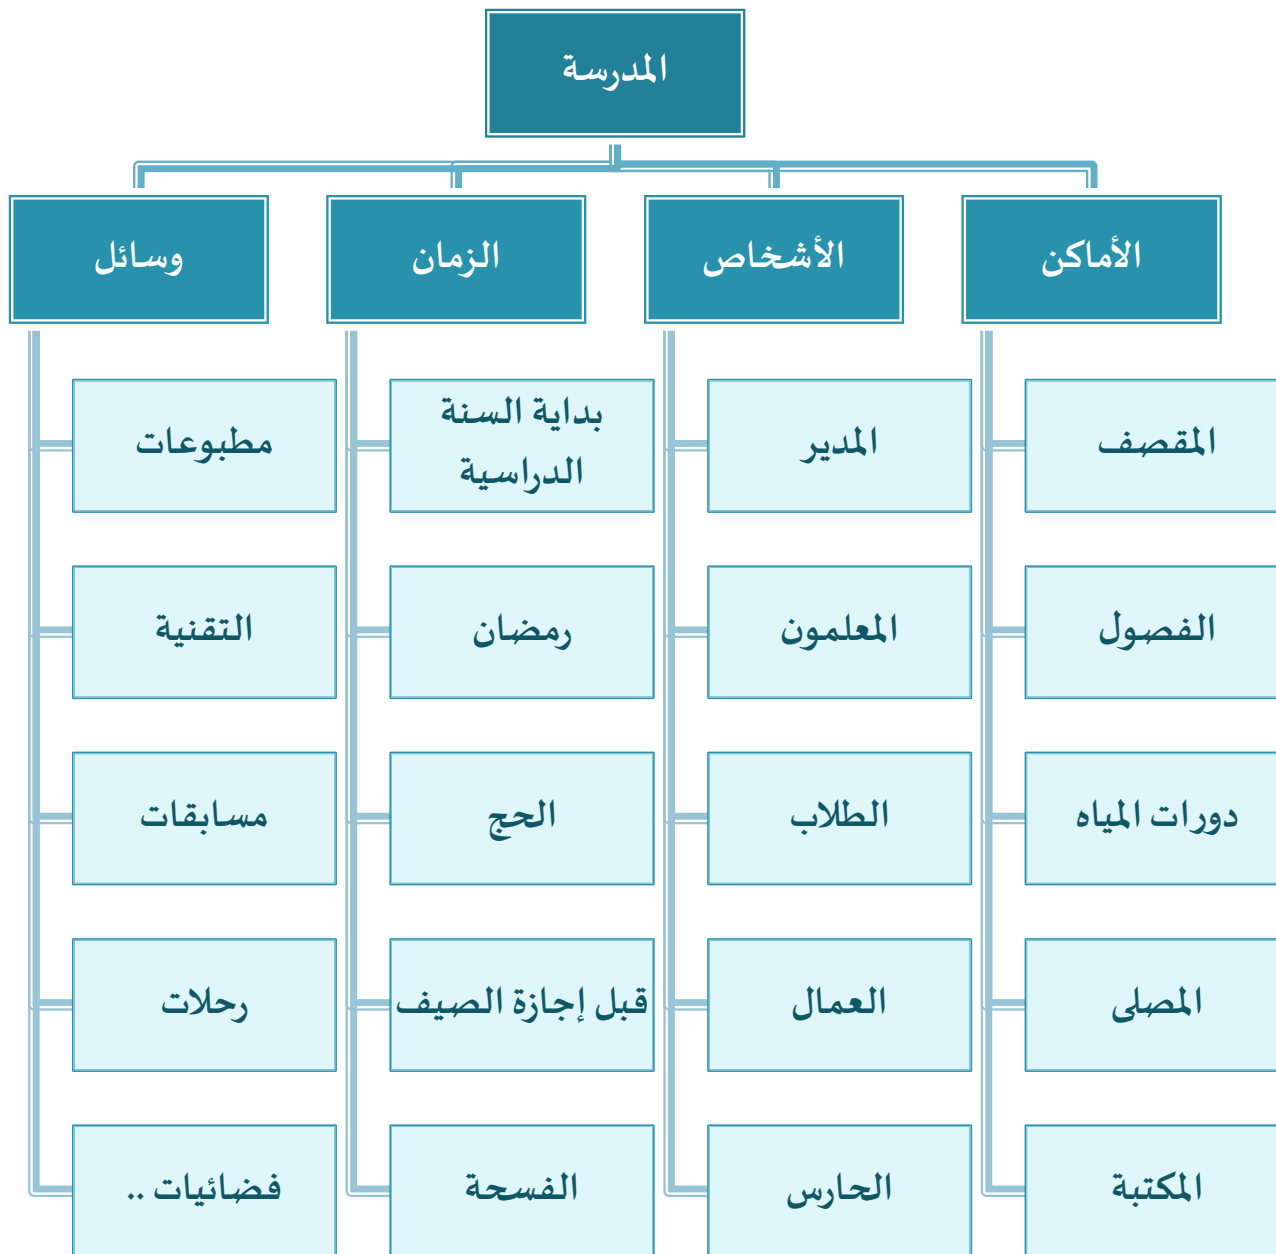 المدرسة
الأماكن
الأشخاص
الزمان
وسائل
المقصف
الفصول
دورات المياه
المصلى
المكتبة
المدير
المعلمون
الطلاب
العمال
الحارس
بداية السنة
الدراسية
رمضان
الحج
قبل إجازة الصيف
الفسحة
مطبوعات
التقنية
مسابقات
رحلات
فضائيات ..